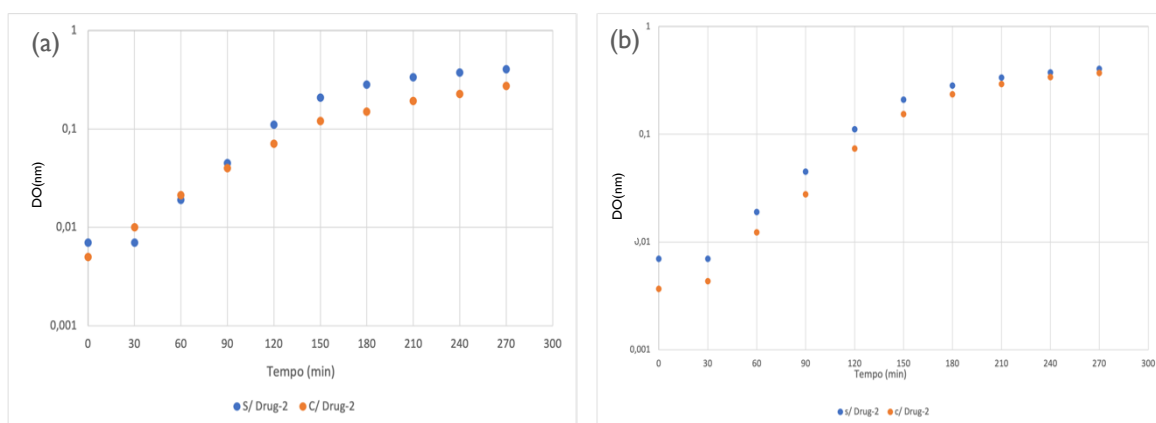 (a)
1
0,1
0,01
0,001
DO(nm)
0 30 60 90 120 150 180 210 240 270 300
Tempo (min)
S/ Drug-2 C/ Drug-2
(b)
1
0,1
0,01
0,001
DO(nm)
0 30 60 90 120 150 180 210 240 270 300
Tempo (min)
s/ Drug-2 c/ Drug-2